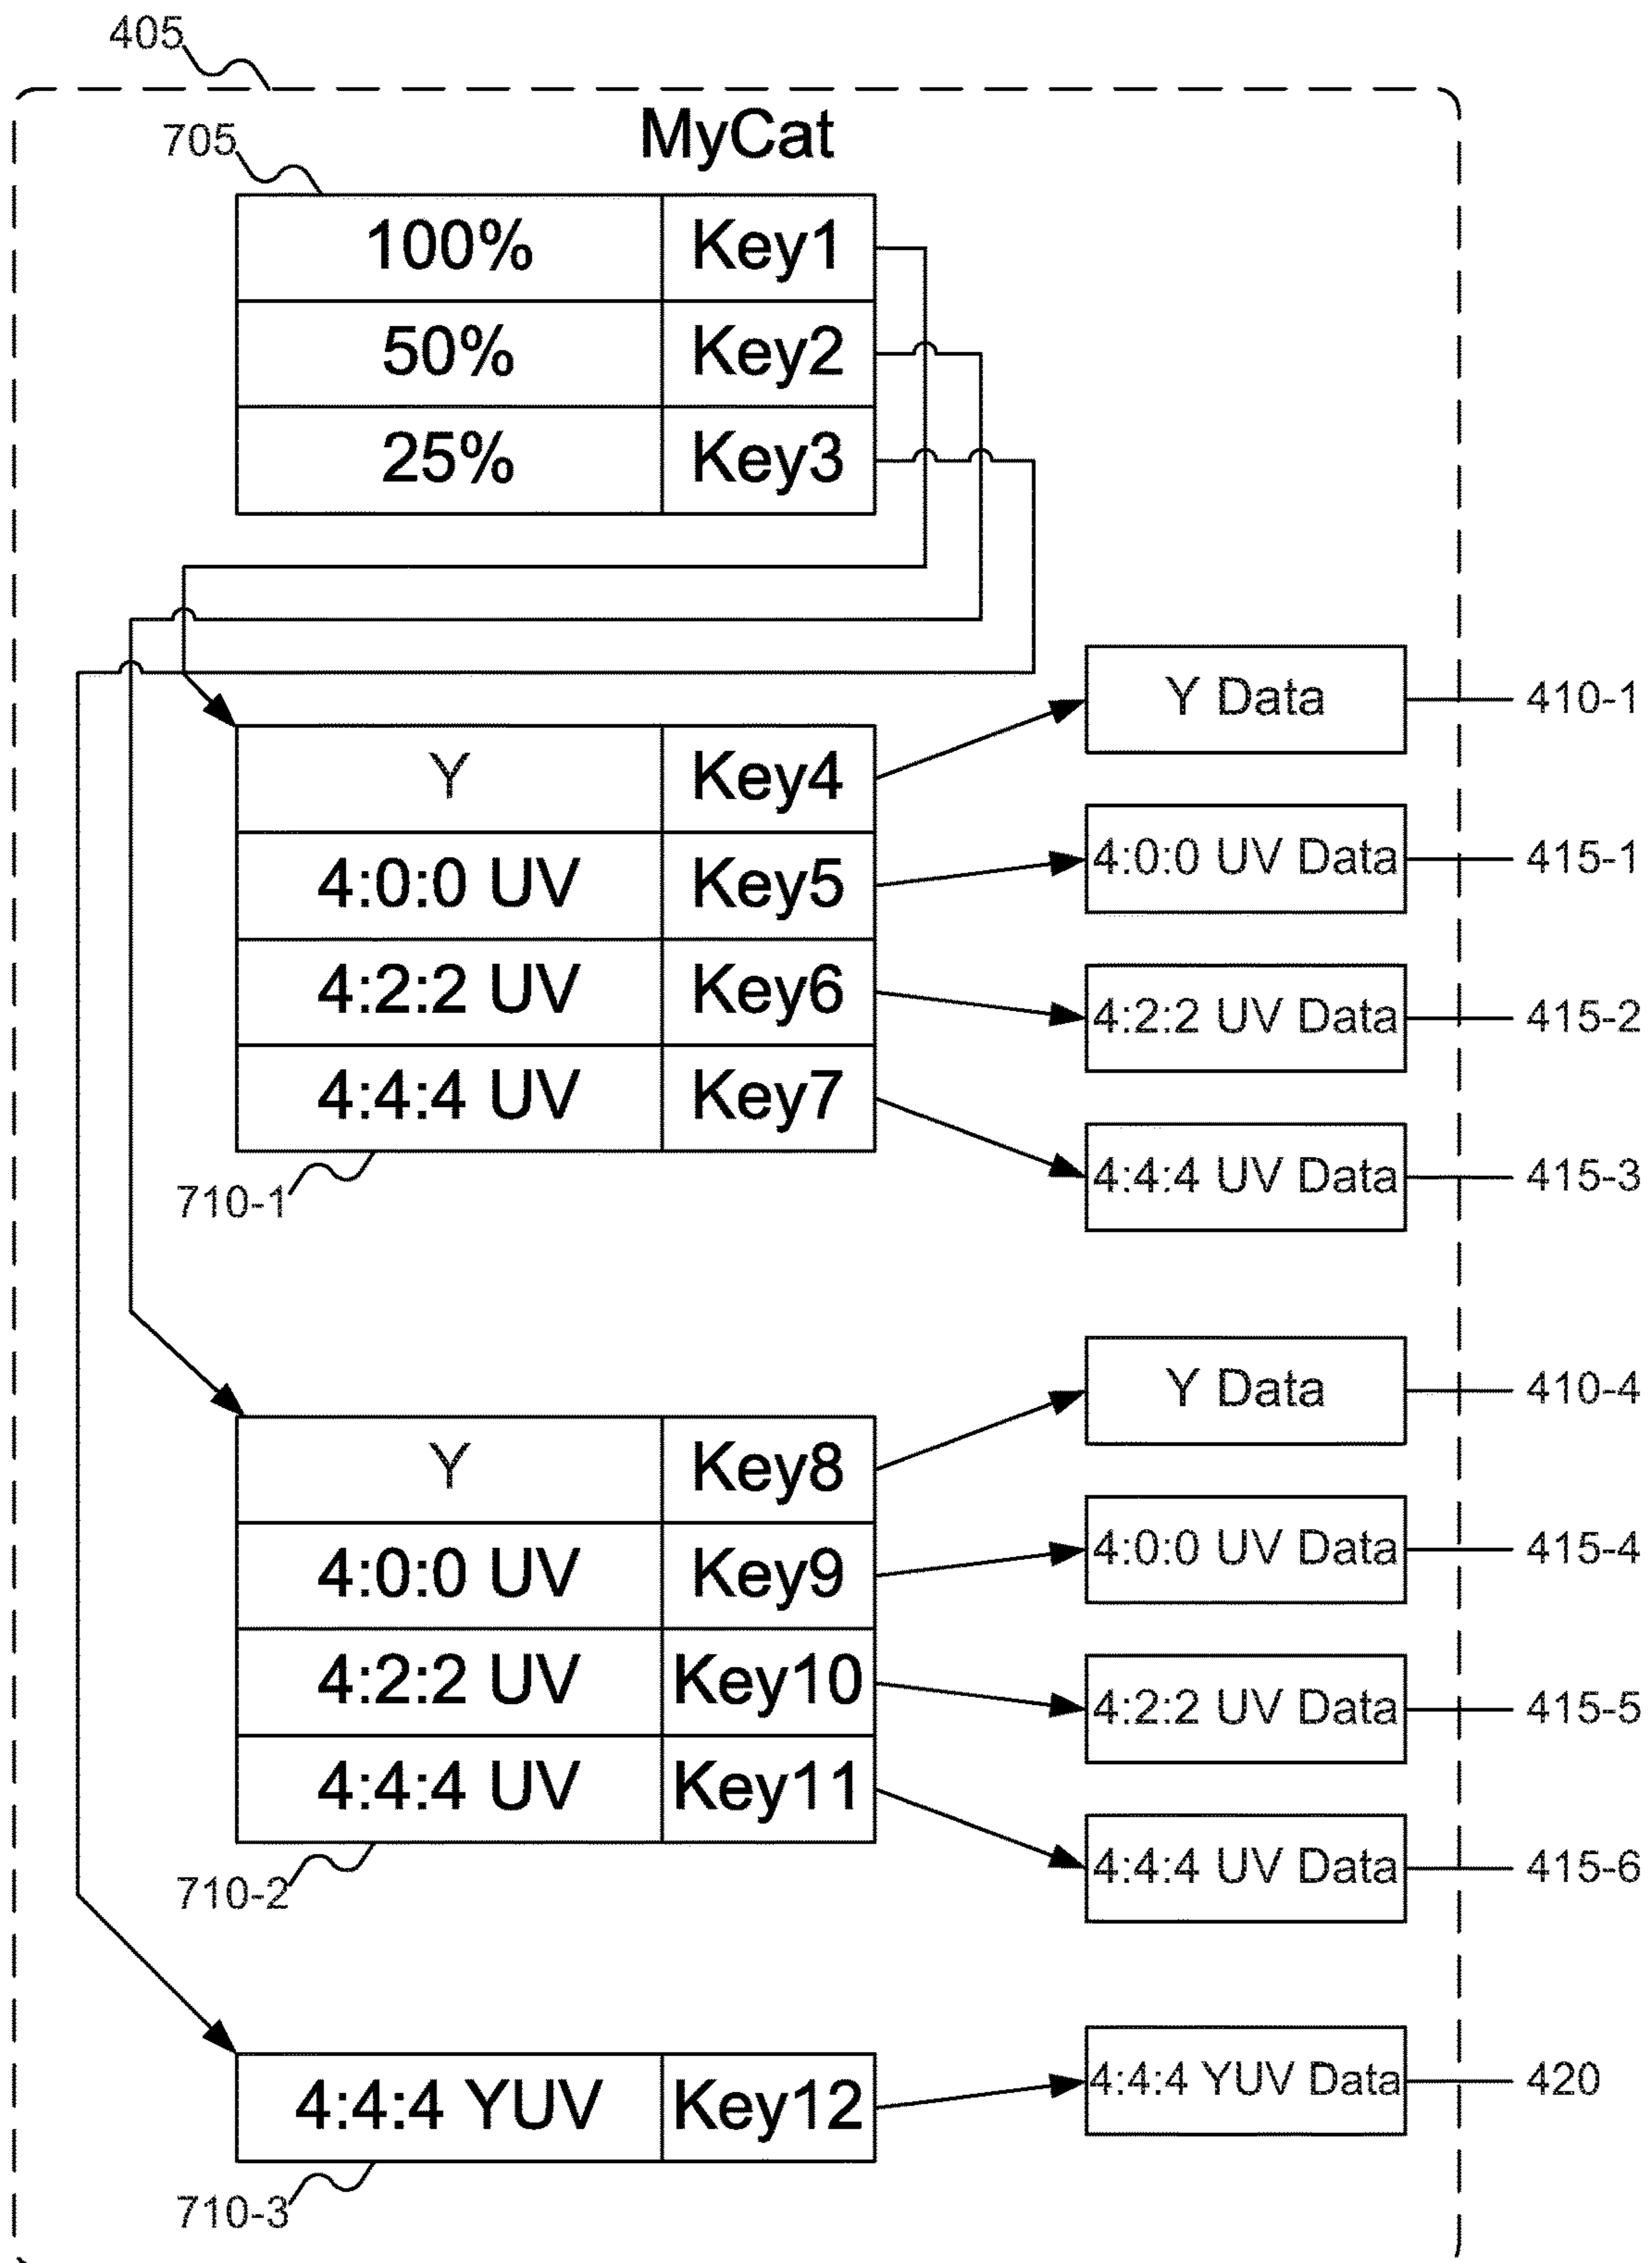 405
MyCat
705
100% Key1
50% Key2
25% Key3
Y Data 410-1
Y Key4
4:0:0 UV Data 415-1
4:0:0 UV Key5
4:2:2 UV Key6
4:2:2 UV Data 415-2
4:4:4 UV Key7
4:4:4 UV Data 415-3
710-1
Y Data 410-4
Y Key8
4:0:0 UV Data 415-4
4:0:0 UV Key9
4:2:2 UV Key10
4:2:2 UV Data 415-5
4:4:4 UV Key11
4:4:4 UV Data 415-6
710-2
4:4:4 YUV Data 420
4:4:4 YUV Key12
710-3